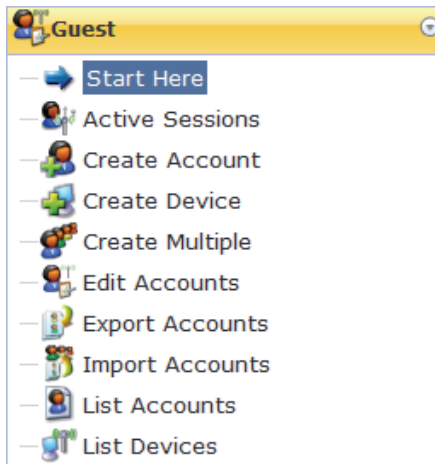 Guest
Start Here
Active Sessions
Create Account
Create Device
Create Multiple
Edit Accounts
Export Accounts
Import Accounts
List Accounts
List Devices